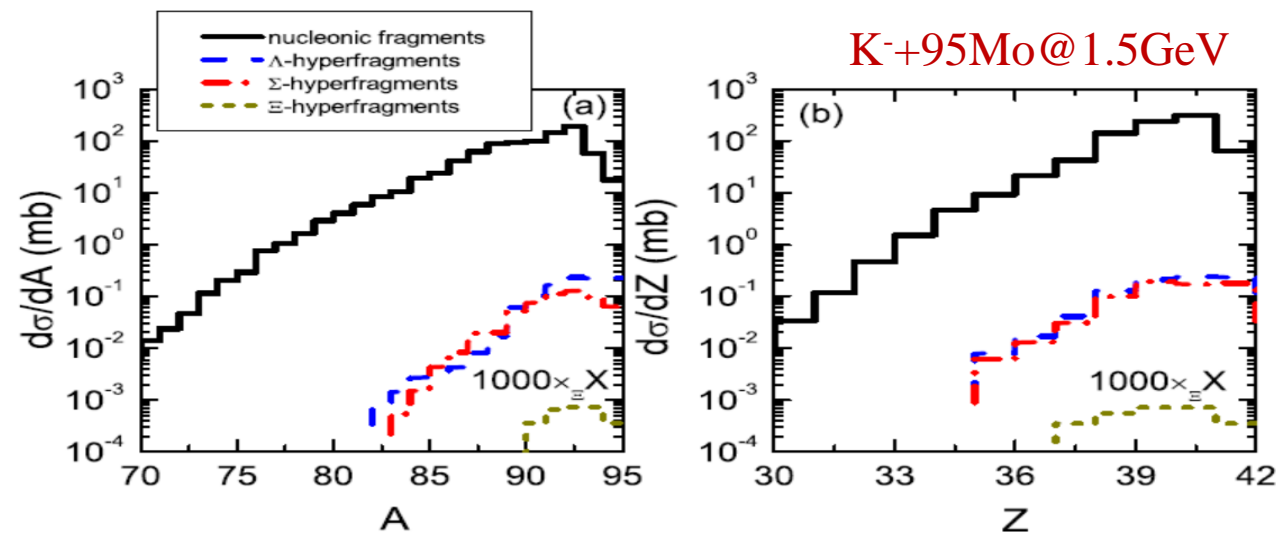 nucleonic fragments
Λ-hyperfragments
Σ-hyperfragments
Ξ-hyperfragments
K⁻+95Mo@1.5GeV
(a)
10³
10²
10¹
10⁰
10⁻¹
10⁻²
10⁻³
10⁻⁴
dσ/dA (mb)
1000×ΞX
70 75 80 85 90 95
A
(b)
10³
10²
10¹
10⁰
10⁻¹
10⁻²
10⁻³
10⁻⁴
dσ/dZ (mb)
1000×ΞX
30 33 36 39 42
Z